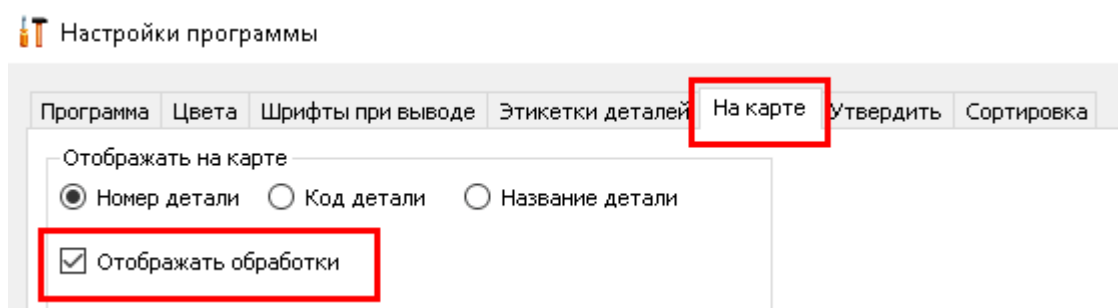 Настройки программы
Программа Цвета Шрифты при выводе Этикетки деталей На карте Утвердить Сортировка
Отображать на карте
Номер детали Код детали Название детали
Отображать обработки